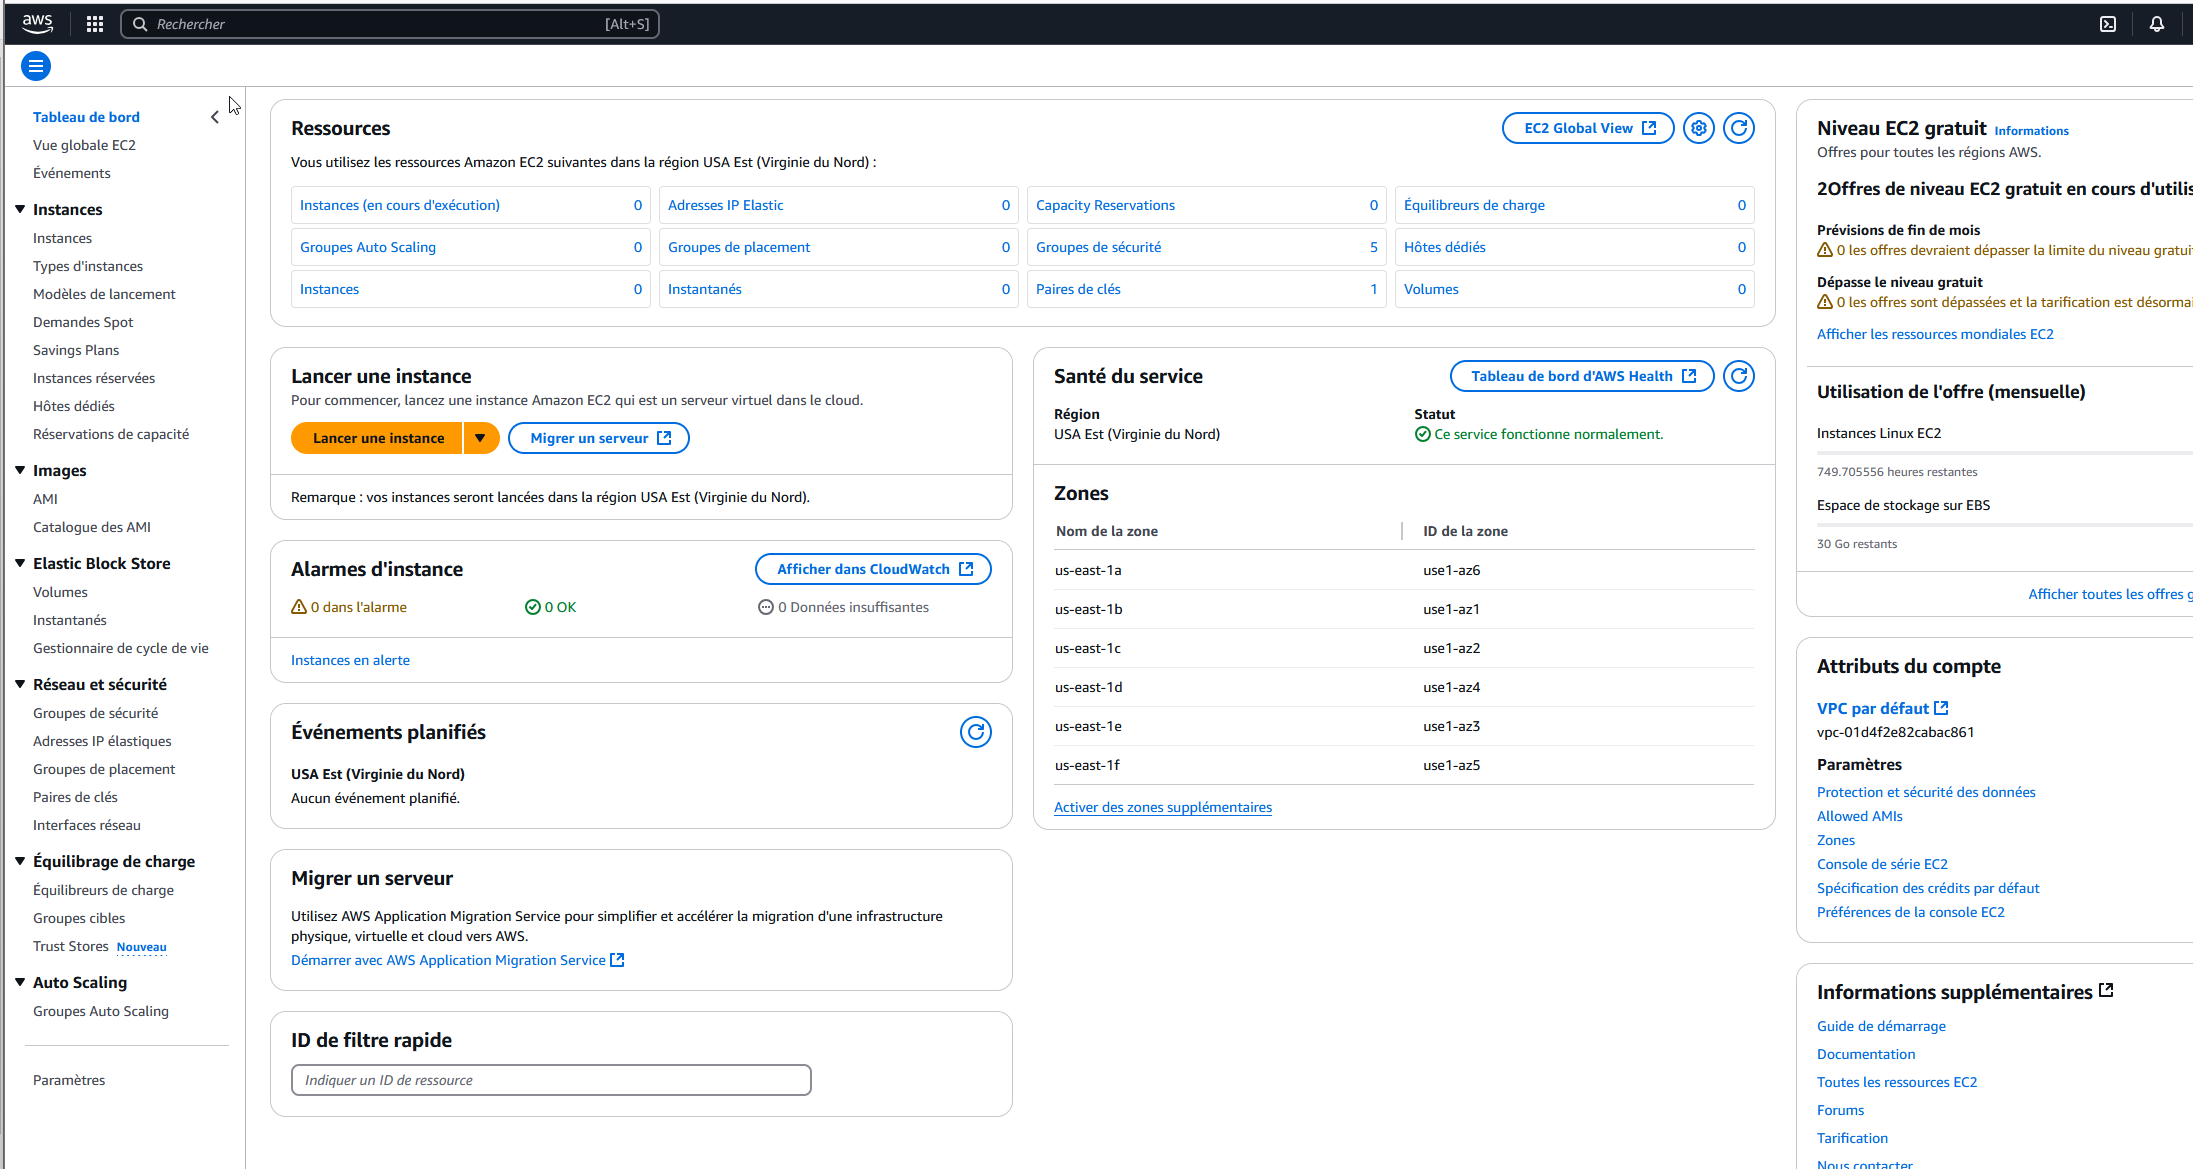 aws
Rechercher
[Alt+S]
Tableau de bord
Vue globale EC2
Événements
Instances
Instances
Types d'instances
Modèles de lancement
Demandes Spot
Savings Plans
Instances réservées
Hôtes dédiés
Réservations de capacité
Images
AMI
Catalogue des AMI
Elastic Block Store
Volumes
Instantanés
Gestionnaire de cycle de vie
Réseau et sécurité
Groupes de sécurité
Adresses IP élastiques
Groupes de placement
Paires de clés
Interfaces réseau
Équilibrage de charge
Équilibreurs de charge
Groupes cibles
Trust Stores Nouveau
Auto Scaling
Groupes Auto Scaling
Paramètres
Ressources
EC2 Global View
Vous utilisez les ressources Amazon EC2 suivantes dans la région USA Est (Virginie du Nord) :
Instances (en cours d'exécution) 0
Adresses IP Elastic 0
Capacity Reservations 0
Équilibreurs de charge 0
Groupes Auto Scaling 0
Groupes de placement 0
Groupes de sécurité 5
Hôtes dédiés 0
Instances 0
Instantanés 0
Paires de clés 1
Volumes 0
Lancer une instance
Pour commencer, lancez une instance Amazon EC2 qui est un serveur virtuel dans le cloud.
Lancer une instance
Migrer un serveur
Remarque : vos instances seront lancées dans la région USA Est (Virginie du Nord).
Alarmes d'instance
Afficher dans CloudWatch
0 dans l'alarme
0 OK
0 Données insuffisantes
Instances en alerte
Événements planifiés
USA Est (Virginie du Nord)
Aucun événement planifié.
Migrer un serveur
Utilisez AWS Application Migration Service pour simplifier et accélérer la migration d'une infrastructure
physique, virtuelle et cloud vers AWS.
Démarrer avec AWS Application Migration Service
ID de filtre rapide
Indiquer un ID de ressource
Santé du service
Tableau de bord d'AWS Health
Région
USA Est (Virginie du Nord)
Statut
Ce service fonctionne normalement.
Zones
Nom de la zone ID de la zone
us-east-1a use1-az6
us-east-1b use1-az1
us-east-1c use1-az2
us-east-1d use1-az4
us-east-1e use1-az3
us-east-1f use1-az5
Activer des zones supplémentaires
Niveau EC2 gratuit Informations
Offres pour toutes les régions AWS.
2Offres de niveau EC2 gratuit en cours d'utilis
Prévisions de fin de mois
0 les offres devraient dépasser la limite du niveau gratui
Dépasse le niveau gratuit
0 les offres sont dépassées et la tarification est désormai
Afficher les ressources mondiales EC2
Utilisation de l'offre (mensuelle)
Instances Linux EC2
749.705556 heures restantes
Espace de stockage sur EBS
30 Go restants
Afficher toutes les offres g
Attributs du compte
VPC par défaut
vpc-01d4f2e82cabac861
Paramètres
Protection et sécurité des données
Allowed AMIs
Zones
Console de série EC2
Spécification des crédits par défaut
Préférences de la console EC2
Informations supplémentaires
Guide de démarrage
Documentation
Toutes les ressources EC2
Forums
Tarification
Nous contacter